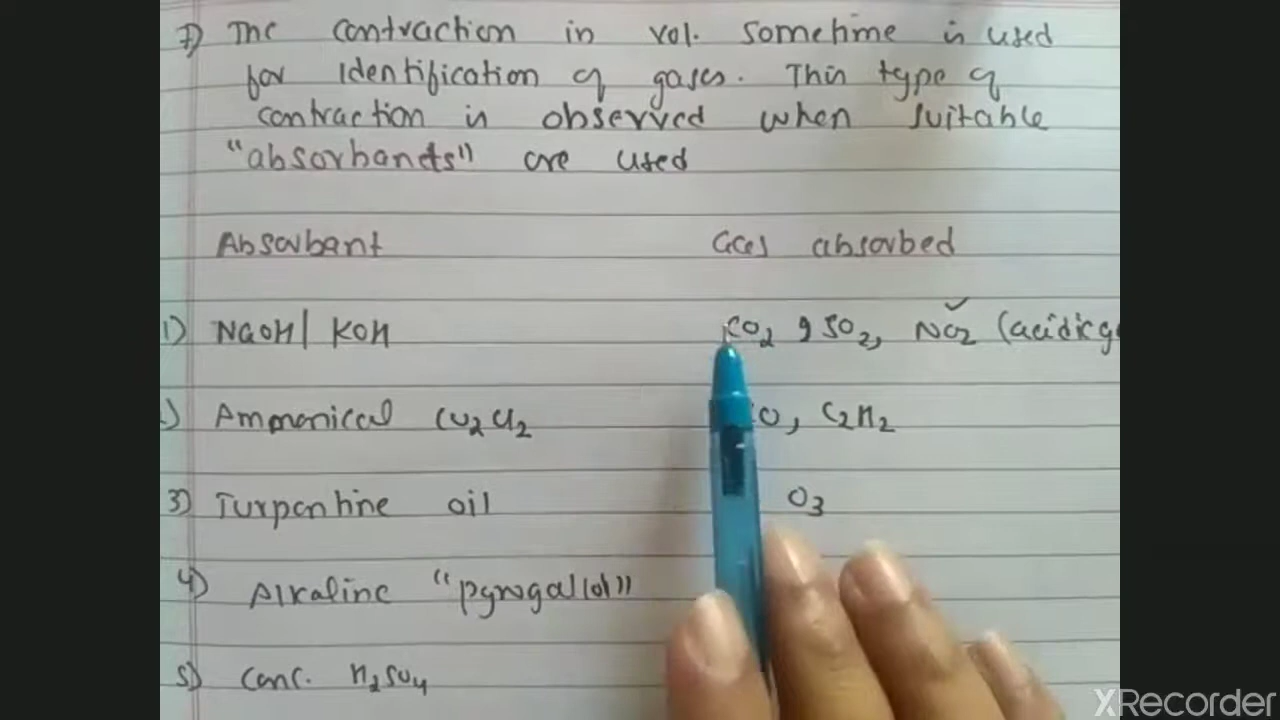 7) The contraction in vol. sometime is used
for identification of gases. This type of
contraction is observed when suitable
"absorbants" are used
Absorbant Gas absorbed
1) NaOH/ KOH CO2, SO2, NO2 (acidic
2) Ammonical Cu2Cl2 CO, C2H2
3) Turpentine oil O3
4) Alkaline "pyrogallol"
5) Conc. H2SO4
XRecorder